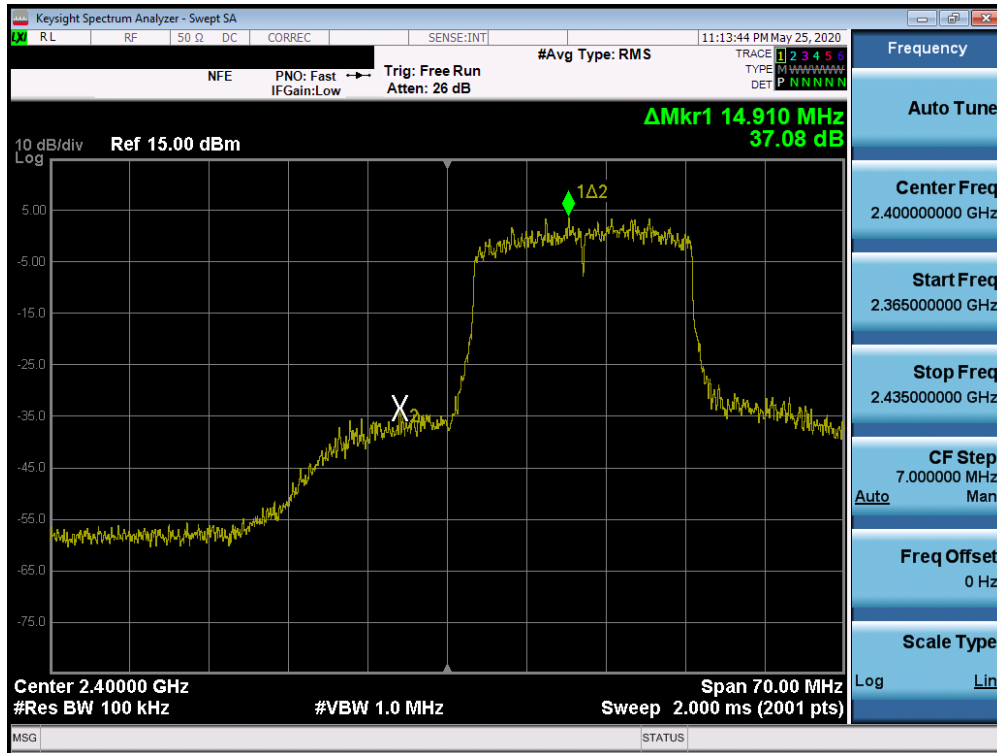 Keysight Spectrum Analyzer - Swept SA
LXI RL RF 50 Ω DC CORREC SENSE:INT 11:13:44 PM May 25, 2020
NFE PNO: Fast Trig: Free Run #Avg Type: RMS TRACE 1 2 3 4 5 6
IFGain:Low Atten: 26 dB TYPE M WWWWW
DET P N N N N N
ΔMkr1 14.910 MHz
37.08 dB
10 dB/div Ref 15.00 dBm
Log
1Δ2
5.00
-5.00
-15.0
-25.0
-35.0
X2
-45.0
-55.0
-65.0
-75.0
Center 2.40000 GHz Span 70.00 MHz
#Res BW 100 kHz #VBW 1.0 MHz Sweep 2.000 ms (2001 pts)
MSG STATUS
Frequency
Auto Tune
Center Freq
2.400000000 GHz
Start Freq
2.365000000 GHz
Stop Freq
2.435000000 GHz
CF Step
7.000000 MHz
Auto Man
Freq Offset
0 Hz
Scale Type
Log Lin